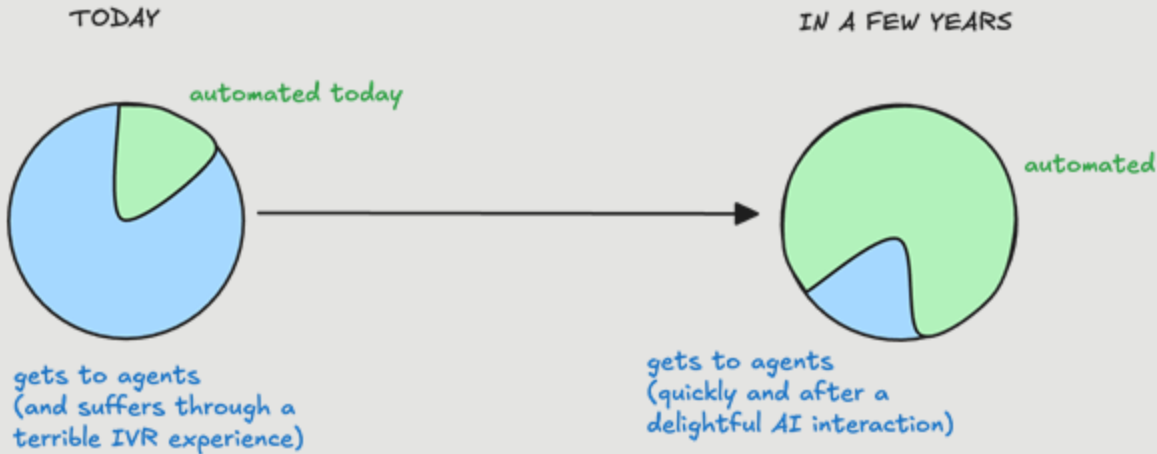 TODAY
automated today
gets to agents
(and suffers through a
terrible IVR experience)
IN A FEW YEARS
automated
gets to agents
(quickly and after a
delightful AI interaction)